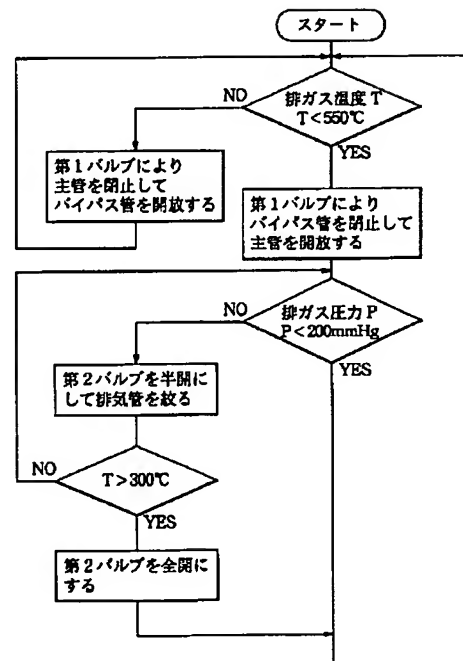 スタート
排ガス温度T
T<550℃
NO
YES
第1バルブにより
主管を閉止して
バイパス管を開放する
第1バルブにより
バイパス管を閉止して
主管を開放する
排ガス圧力P
P<200mmHg
NO
YES
第2バルブを半開に
して排気管を絞る
T>300℃
NO
YES
第2バルブを全開に
する